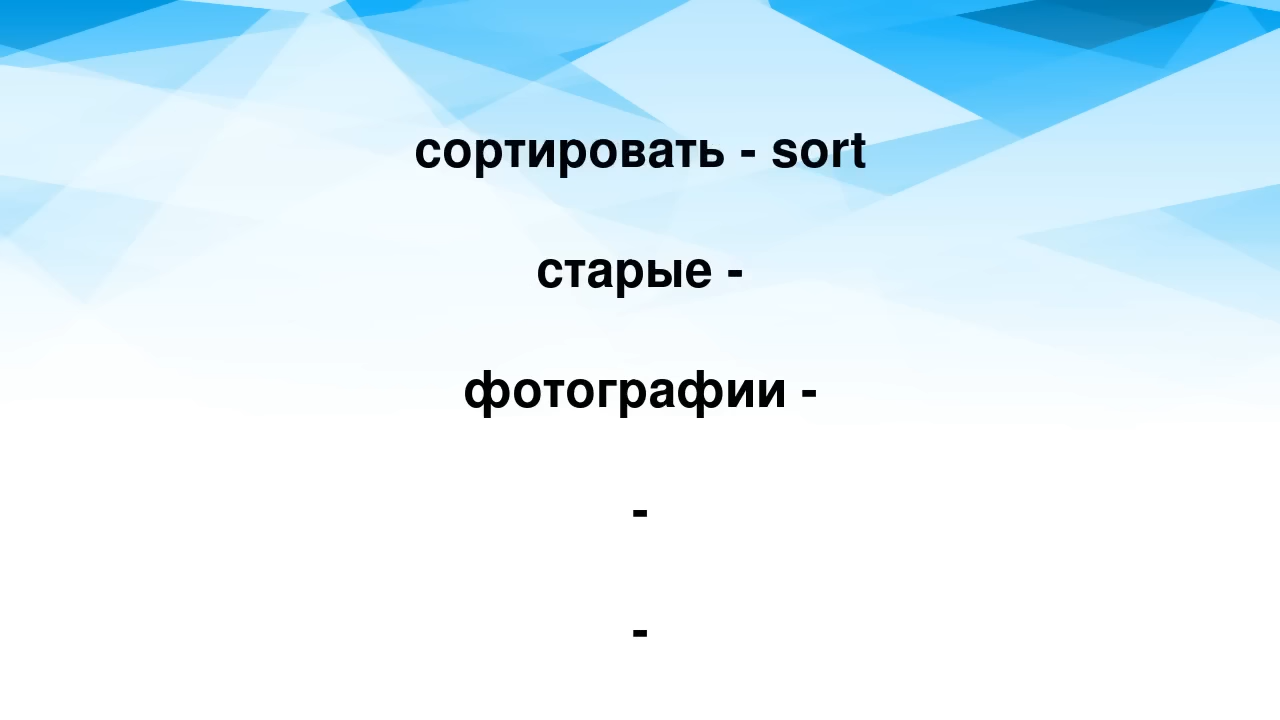 сортировать - sort
старые -
фотографии -
-
-